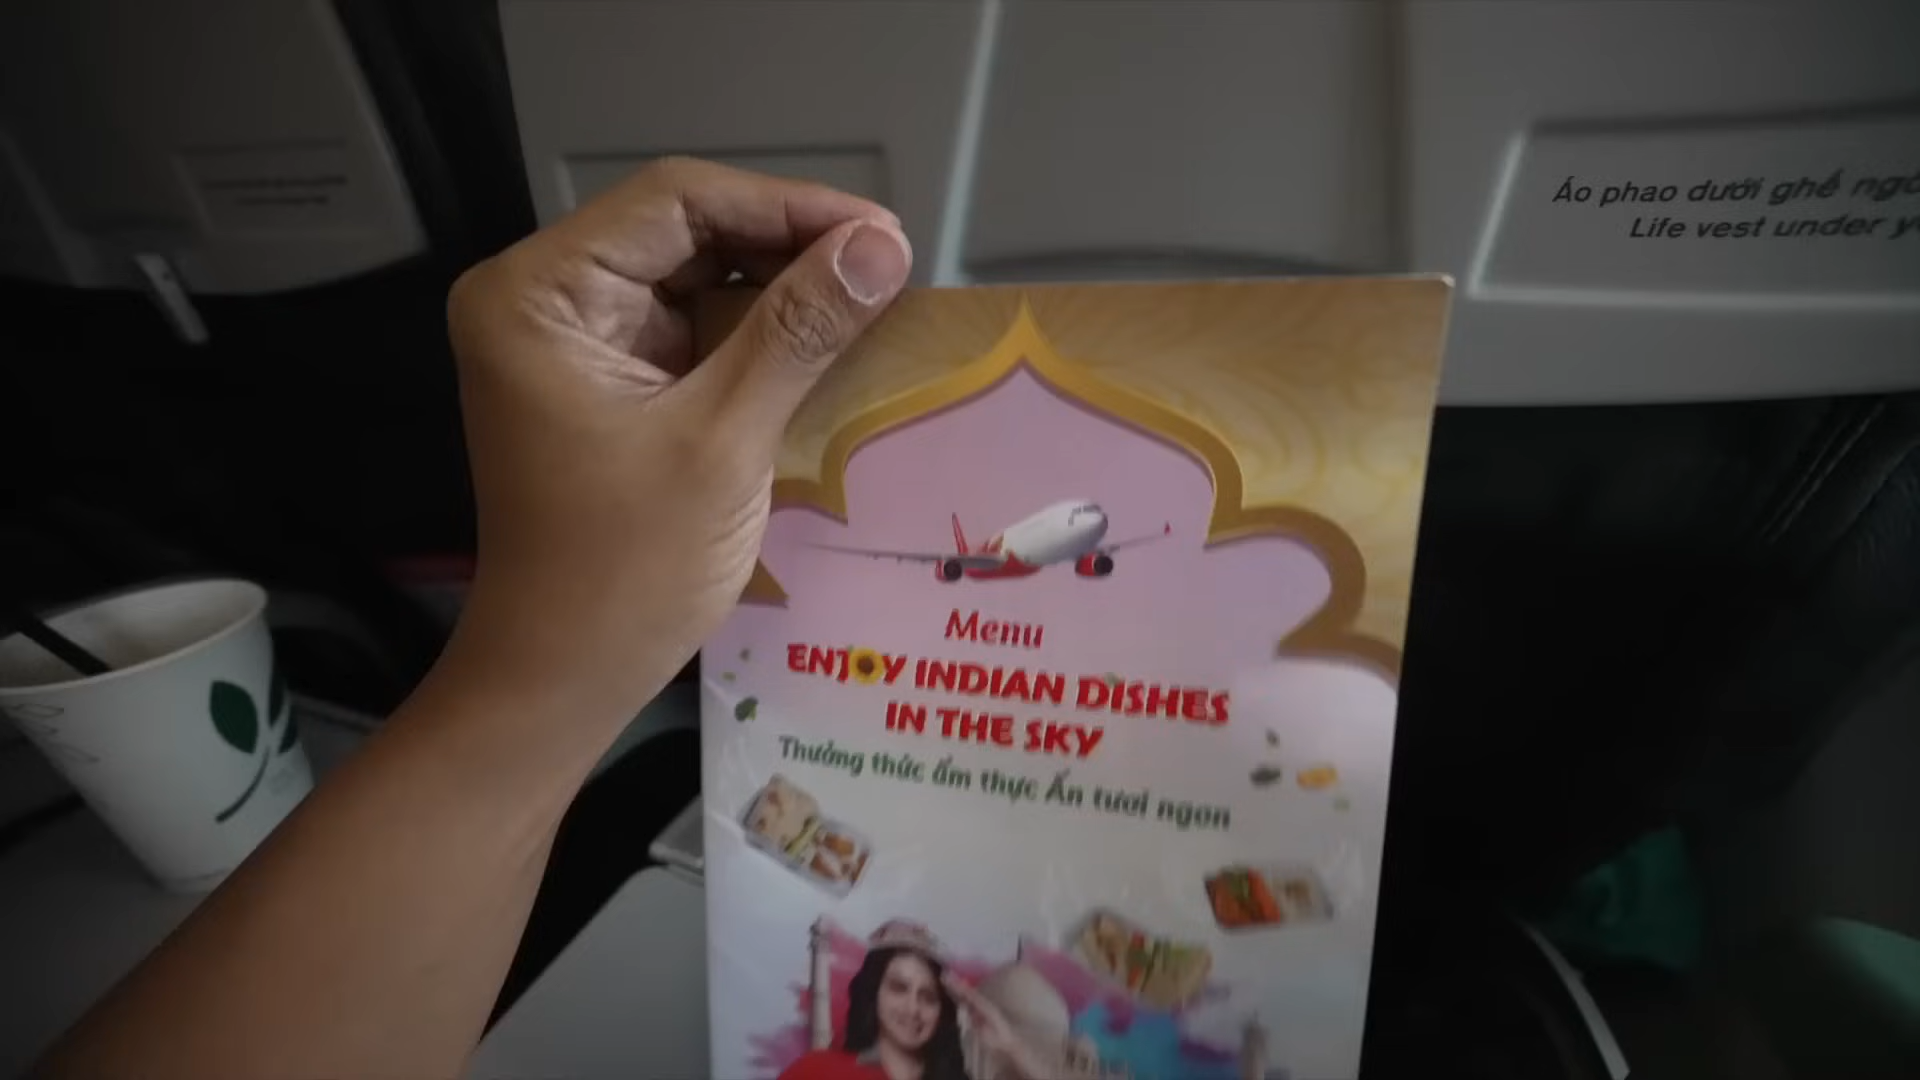 Áo phao dưới ghế
Life vest under
Menu
ENJOY INDIAN DISHES
IN THE SKY
Thưởng thức ẩm thực Ấn tươi ngon